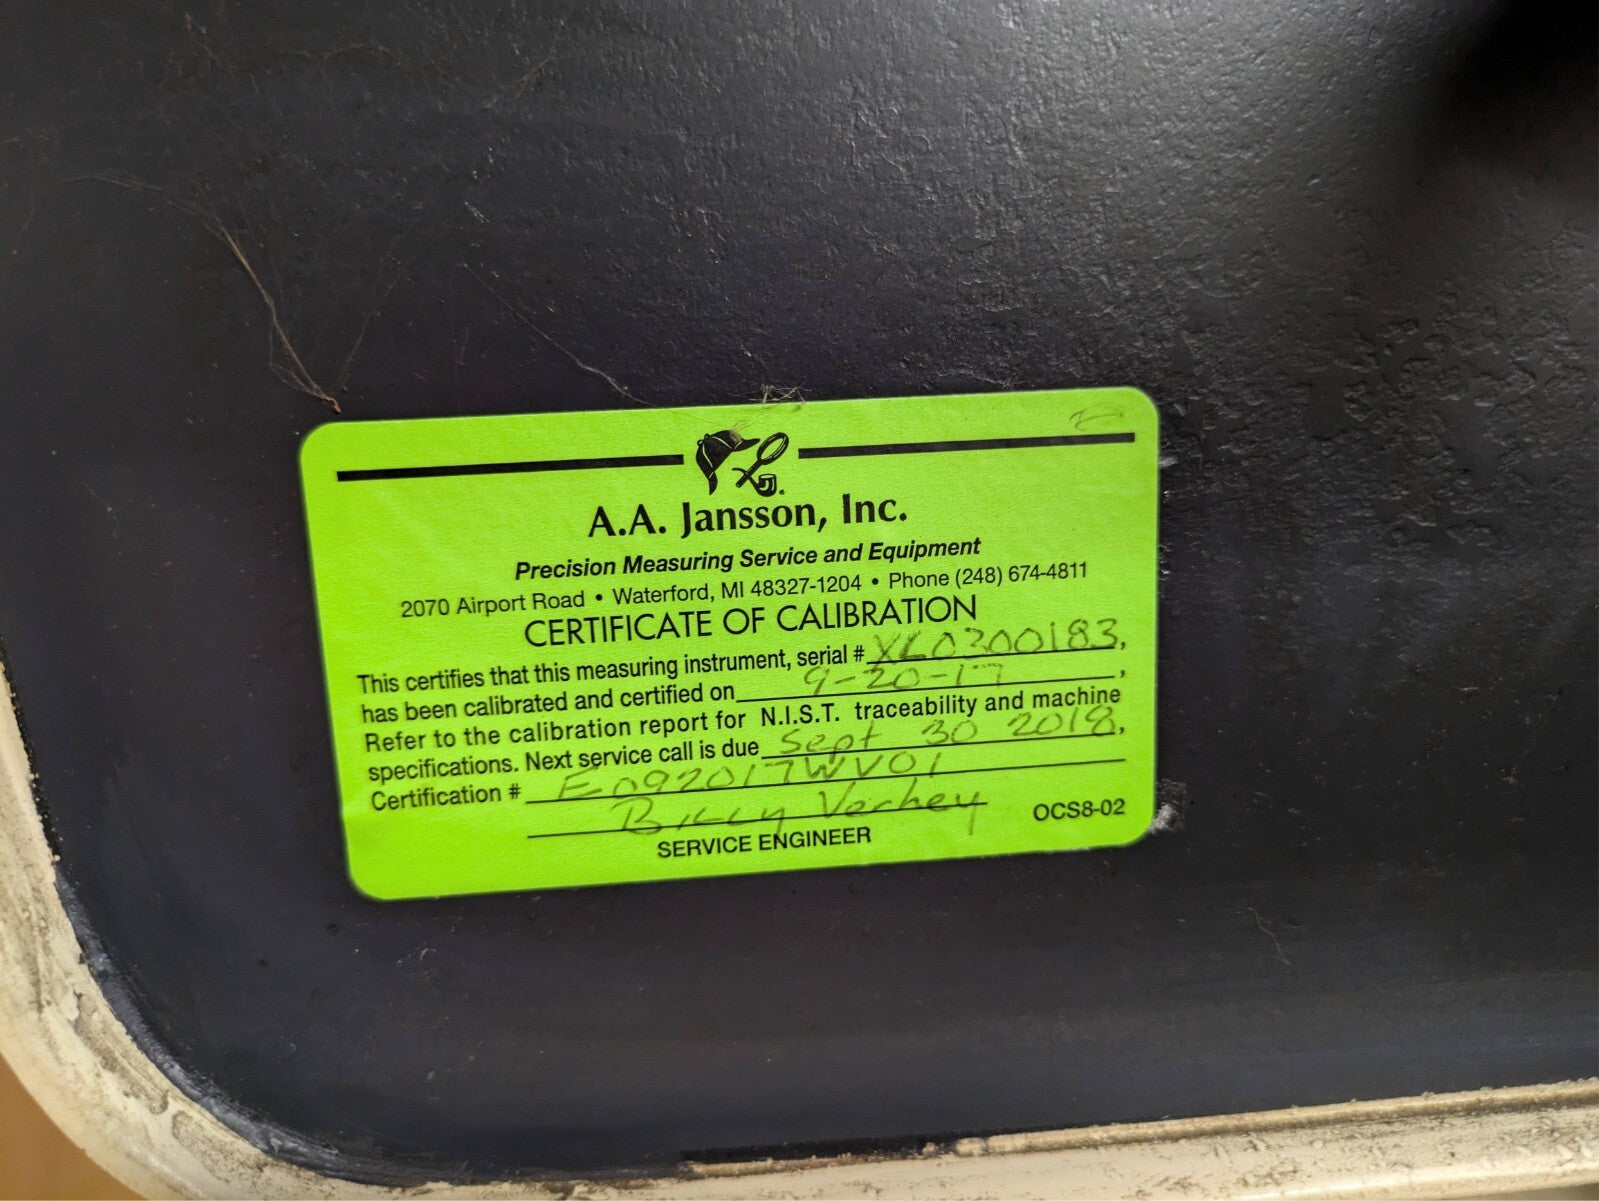 A.A. Jansson, Inc.
Precision Measuring Service and Equipment
2070 Airport Road • Waterford, MI 48327-1204 • Phone (248) 674-4811
CERTIFICATE OF CALIBRATION
This certifies that this measuring instrument, serial # XL0200183,
has been calibrated and certified on 9-20-17,
Refer to the calibration report for N.I.S.T. traceability and machine
specifications. Next service call is due Sept 30 2018,
Certification # E092017WV01
Billy Verhey
SERVICE ENGINEER OCS8-02